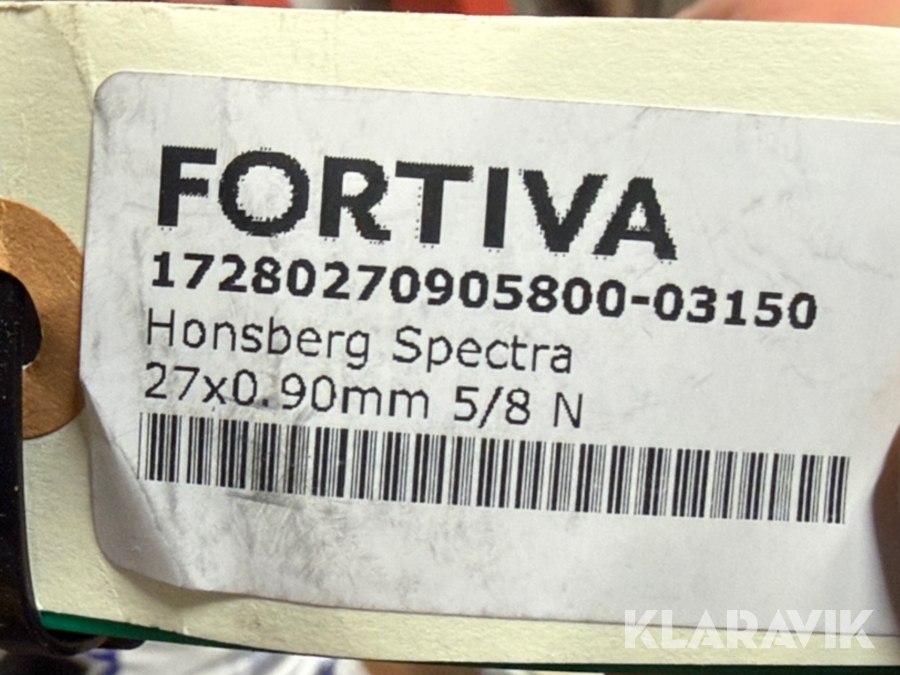 FORTIVA
17280270905800-03150
Honsberg Spectra
27x0.90mm 5/8 N
KLARAVIK